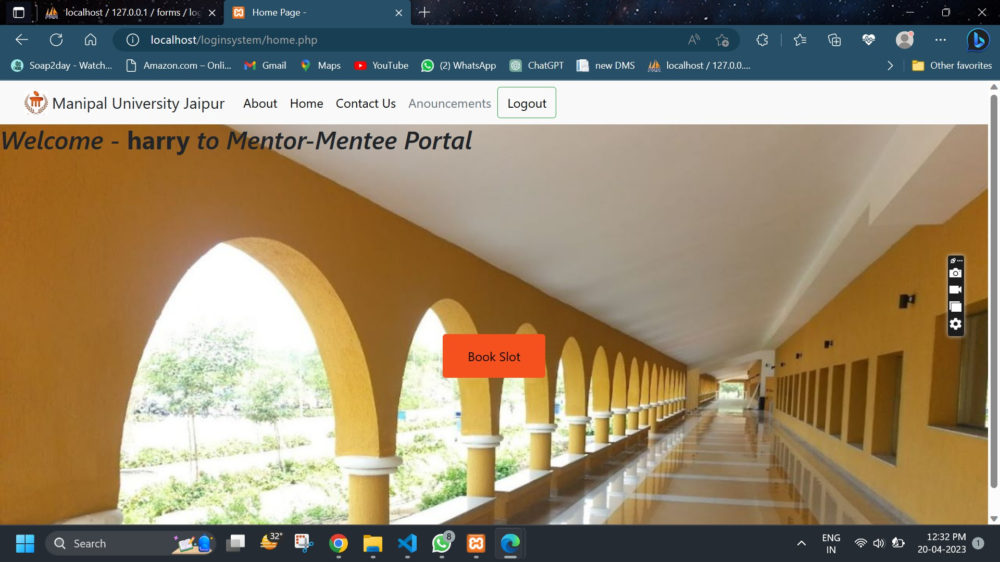 localhost / 127.0.0.1 / forms / log
Home Page -
localhost/loginsystem/home.php
Soap2day - Watch... Amazon.com – Onli... Gmail Maps YouTube (2) WhatsApp ChatGPT new DMS localhost / 127.0.0.... Other favorites
Manipal University Jaipur About Home Contact Us Anouncements Logout
Welcome - harry to Mentor-Mentee Portal
Book Slot
Search 32° 8 ENG 12:32 PM 1
IN 20-04-2023